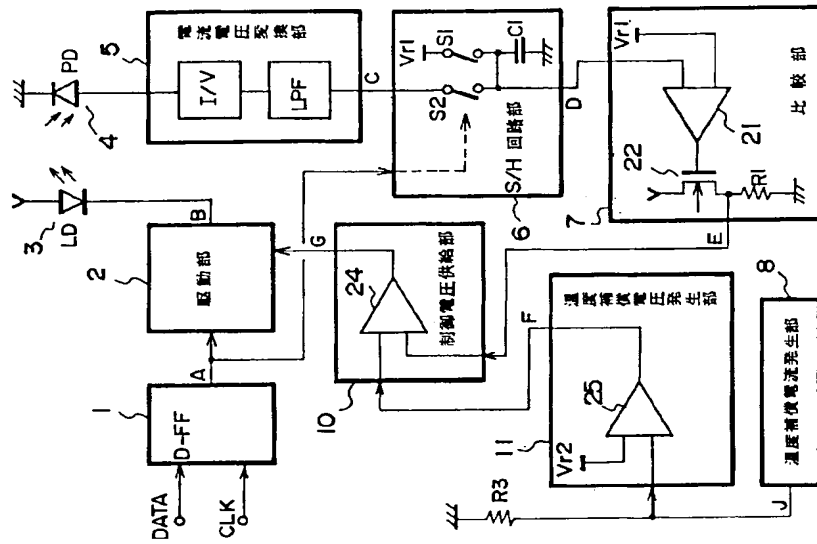 DATA
CLK
1
D-FF
A
2
駆動部
B
3
LD
4
PD
5
電流電圧変換部
I/V
LPF
C
Vr1
S1
S2
C1
S/H 回路部
6
D
7
Vr1
21
22
R1
比較部
E
G
10
24
制御電圧供給部
F
11
Vr2
25
温度補償電圧発生部
R3
J
8
温度補償電流発生部